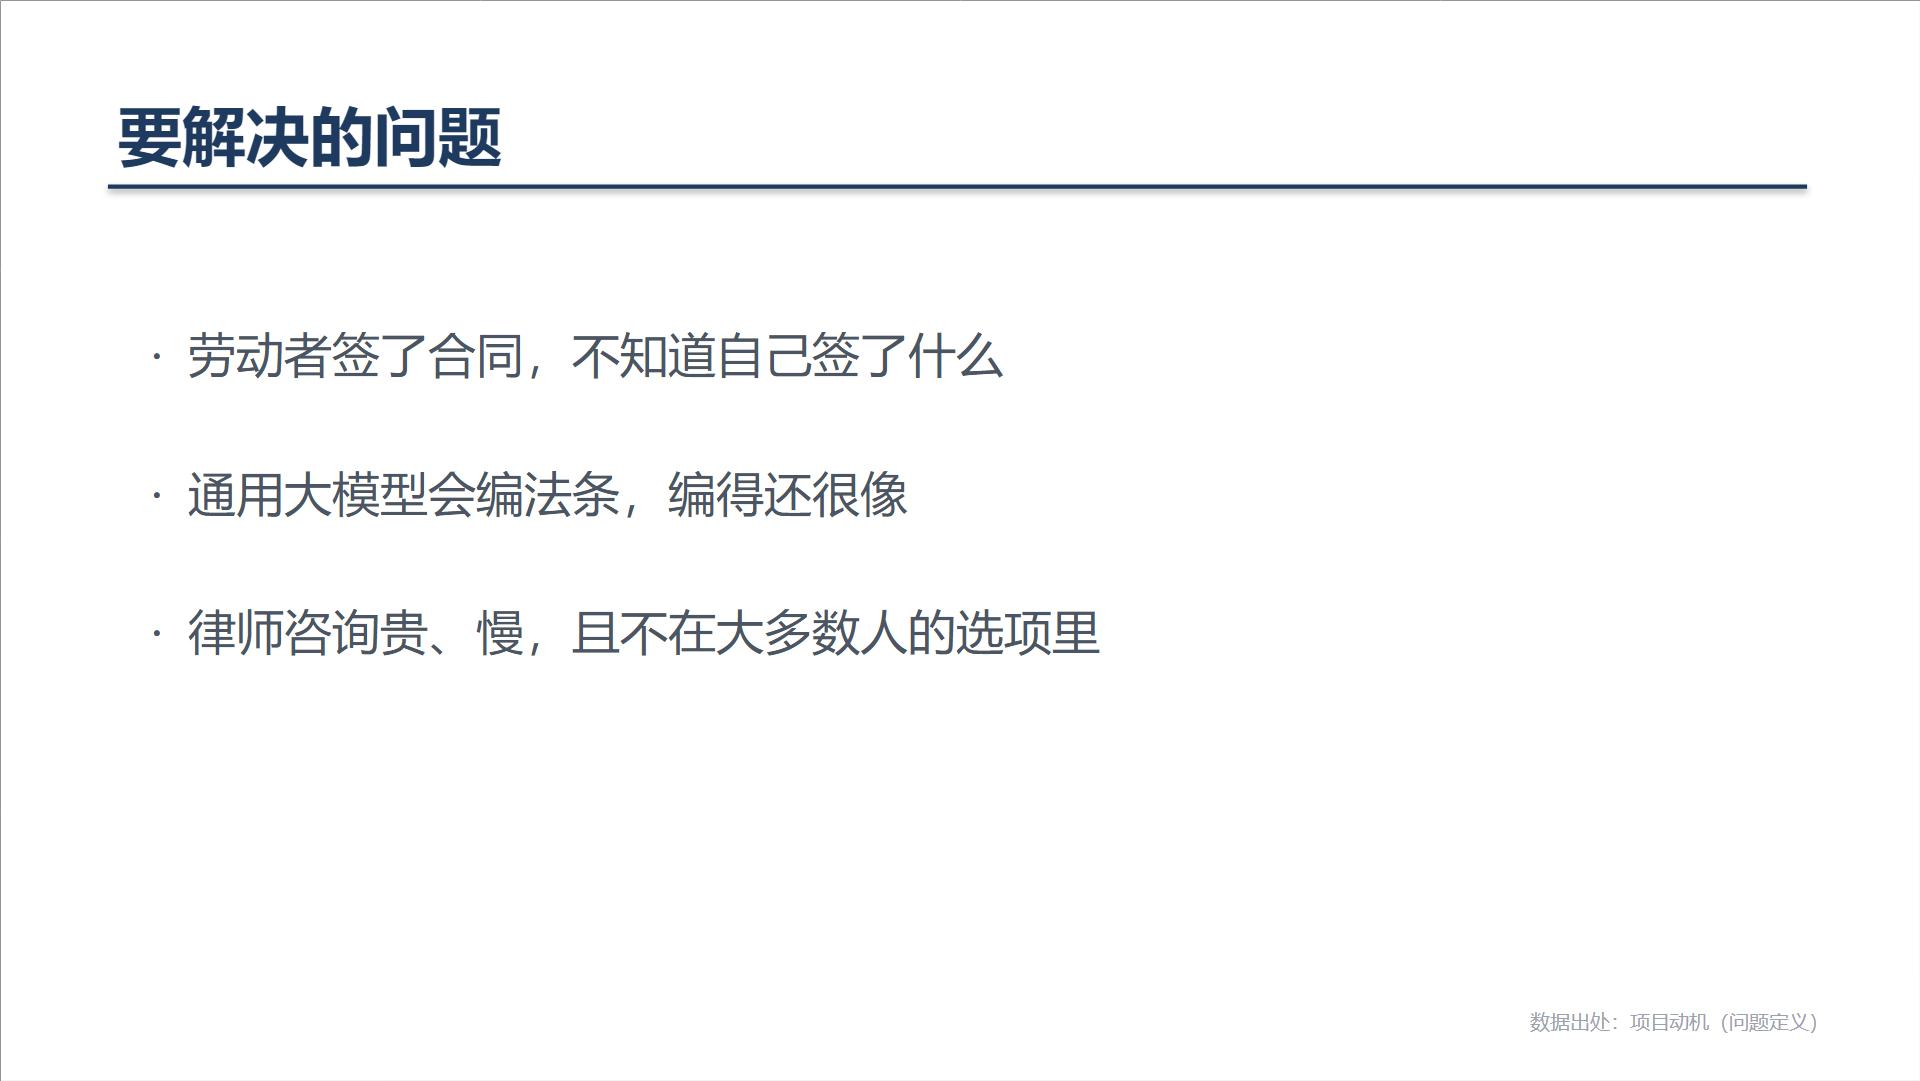 要解决的问题
· 劳动者签了合同，不知道自己签了什么
· 通用大模型会编法条，编得还很像
· 律师咨询贵、慢，且不在大多数人的选项里
数据出处：项目动机（问题定义）